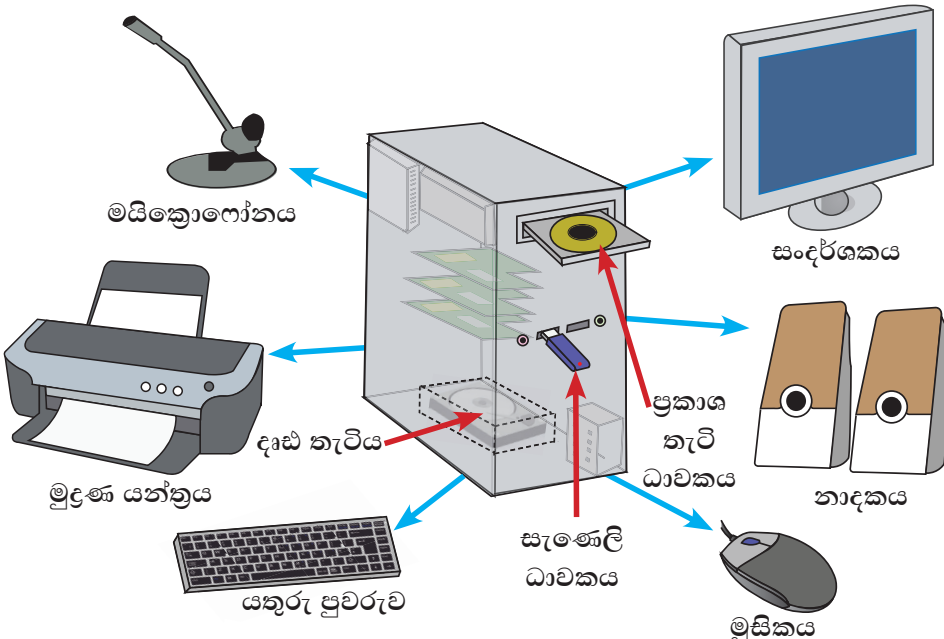 මයික්‍රොෆෝනය
සංදර්ශකය
ප්‍රකාශ
තැටි
ධාවකය
දෘඪ තැටිය
මුද්‍රණ යන්ත්‍රය
නාදකය
සැණෙලි
ධාවකය
යතුරු පුවරුව
මූසිකය